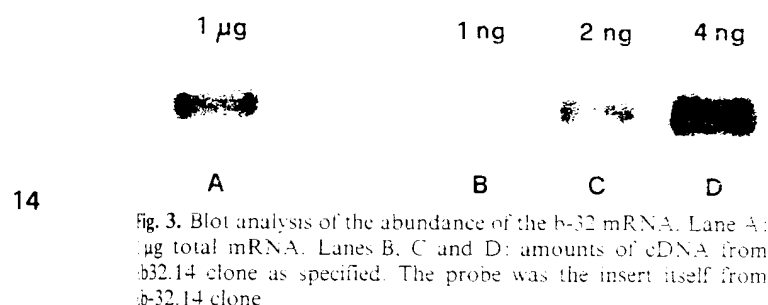 1 µg 1 ng 2 ng 4 ng
14 A B C D
Fig. 3. Blot analysis of the abundance of the b-32 mRNA. Lane A:
µg total mRNA. Lanes B, C and D: amounts of cDNA from
b32.14 clone as specified. The probe was the insert itself from
b-32.14 clone